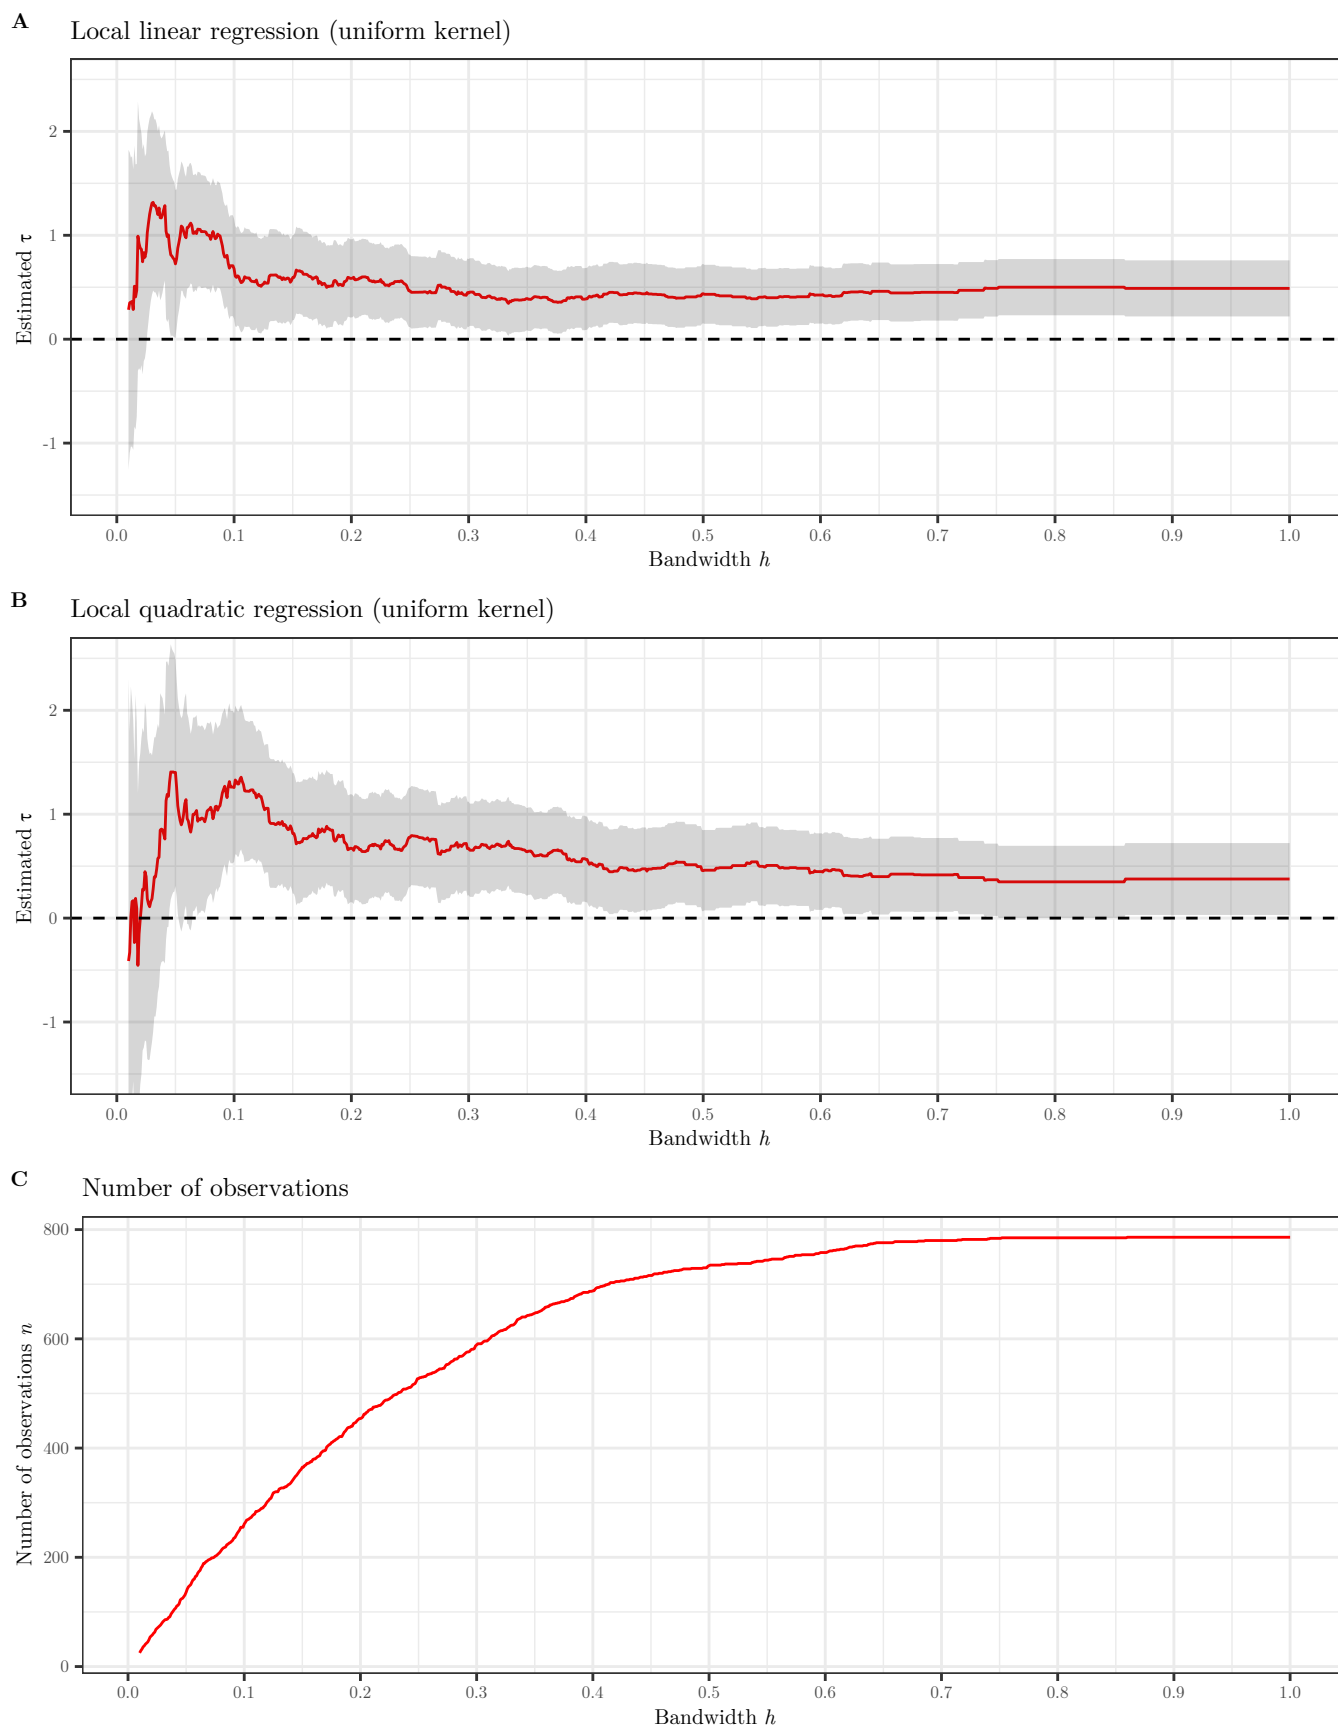 A
Local linear regression (uniform kernel)
Estimated τ
2
1
0
-1
0.0 0.1 0.2 0.3 0.4 0.5 0.6 0.7 0.8 0.9 1.0
Bandwidth h
B
Local quadratic regression (uniform kernel)
Estimated τ
2
1
0
-1
0.0 0.1 0.2 0.3 0.4 0.5 0.6 0.7 0.8 0.9 1.0
Bandwidth h
C
Number of observations
Number of observations n
800
600
400
200
0
0.0 0.1 0.2 0.3 0.4 0.5 0.6 0.7 0.8 0.9 1.0
Bandwidth h